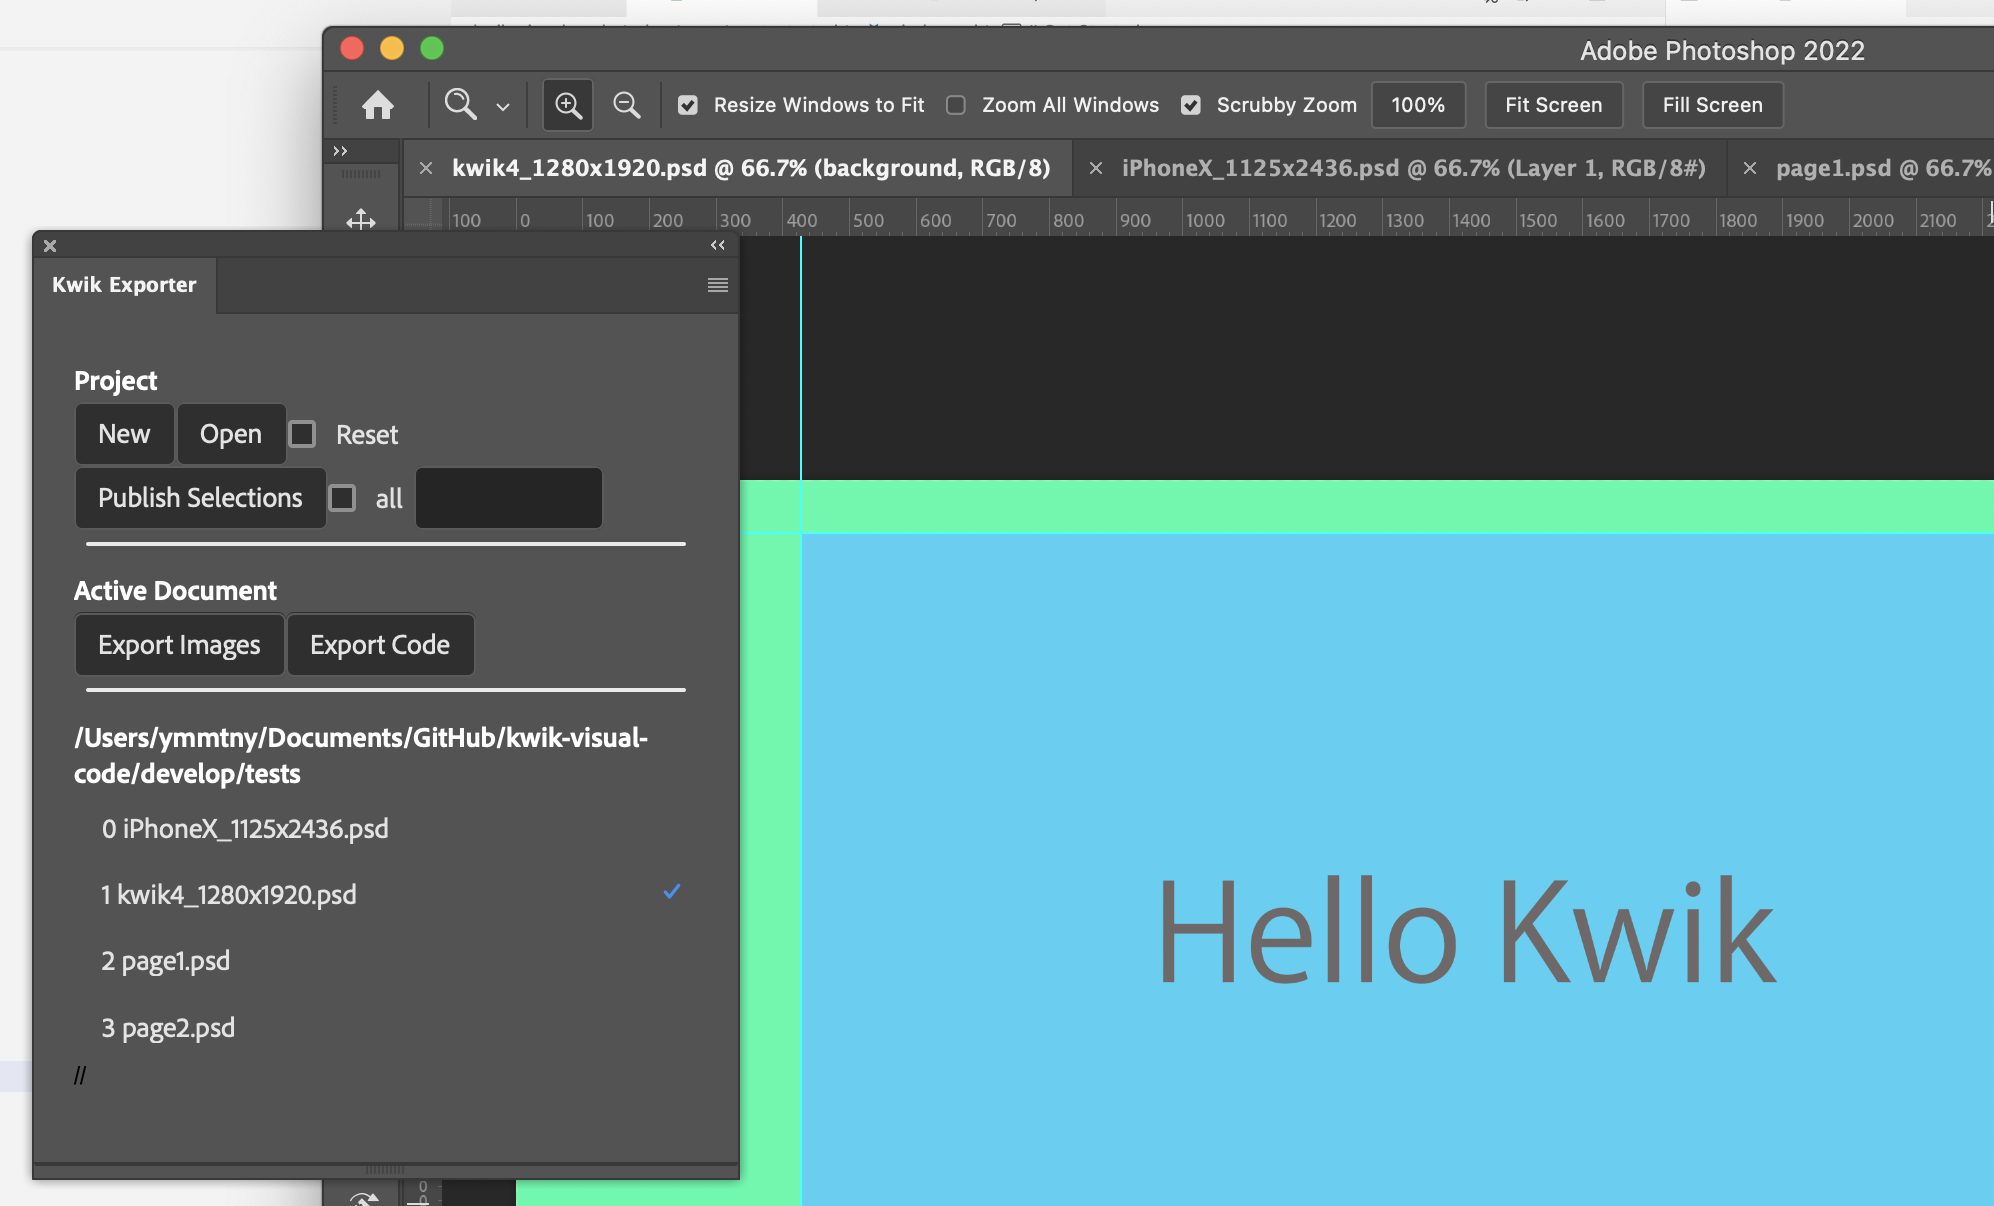 Adobe Photoshop 2022
Resize Windows to Fit Zoom All Windows Scrubby Zoom 100% Fit Screen Fill Screen
kwik4_1280x1920.psd @ 66.7% (background, RGB/8) iPhoneX_1125x2436.psd @ 66.7% (Layer 1, RGB/8#) page1.psd @ 66.7%
100 0 100 200 300 400 500 600 700 800 900 1000 1100 1200 1300 1400 1500 1600 1700 1800 1900 2000 2100
Kwik Exporter
Project
New Open Reset
Publish Selections all
Active Document
Export Images Export Code
/Users/ymmtny/Documents/GitHub/kwik-visual-
code/develop/tests
0 iPhoneX_1125x2436.psd
1 kwik4_1280x1920.psd
2 page1.psd
3 page2.psd
//
Hello Kwik